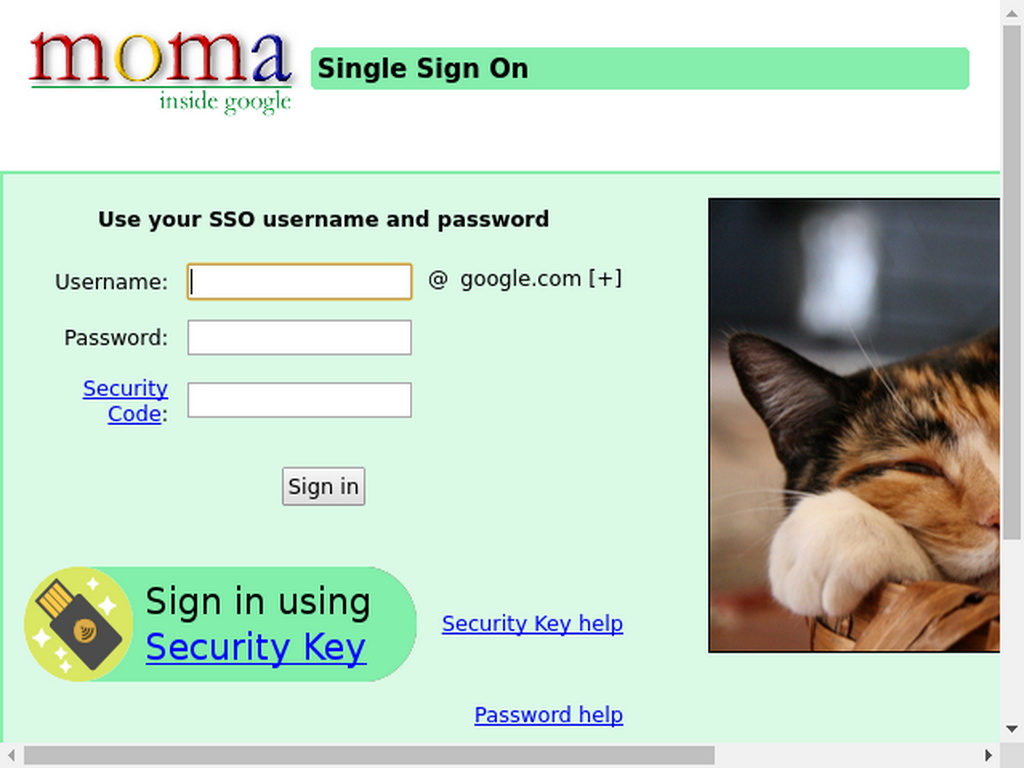 moma
inside google
Single Sign On
Use your SSO username and password
Username:
@ google.com [+]
Password:
Security
Code:
Sign in
Sign in using
Security Key
Security Key help
Password help